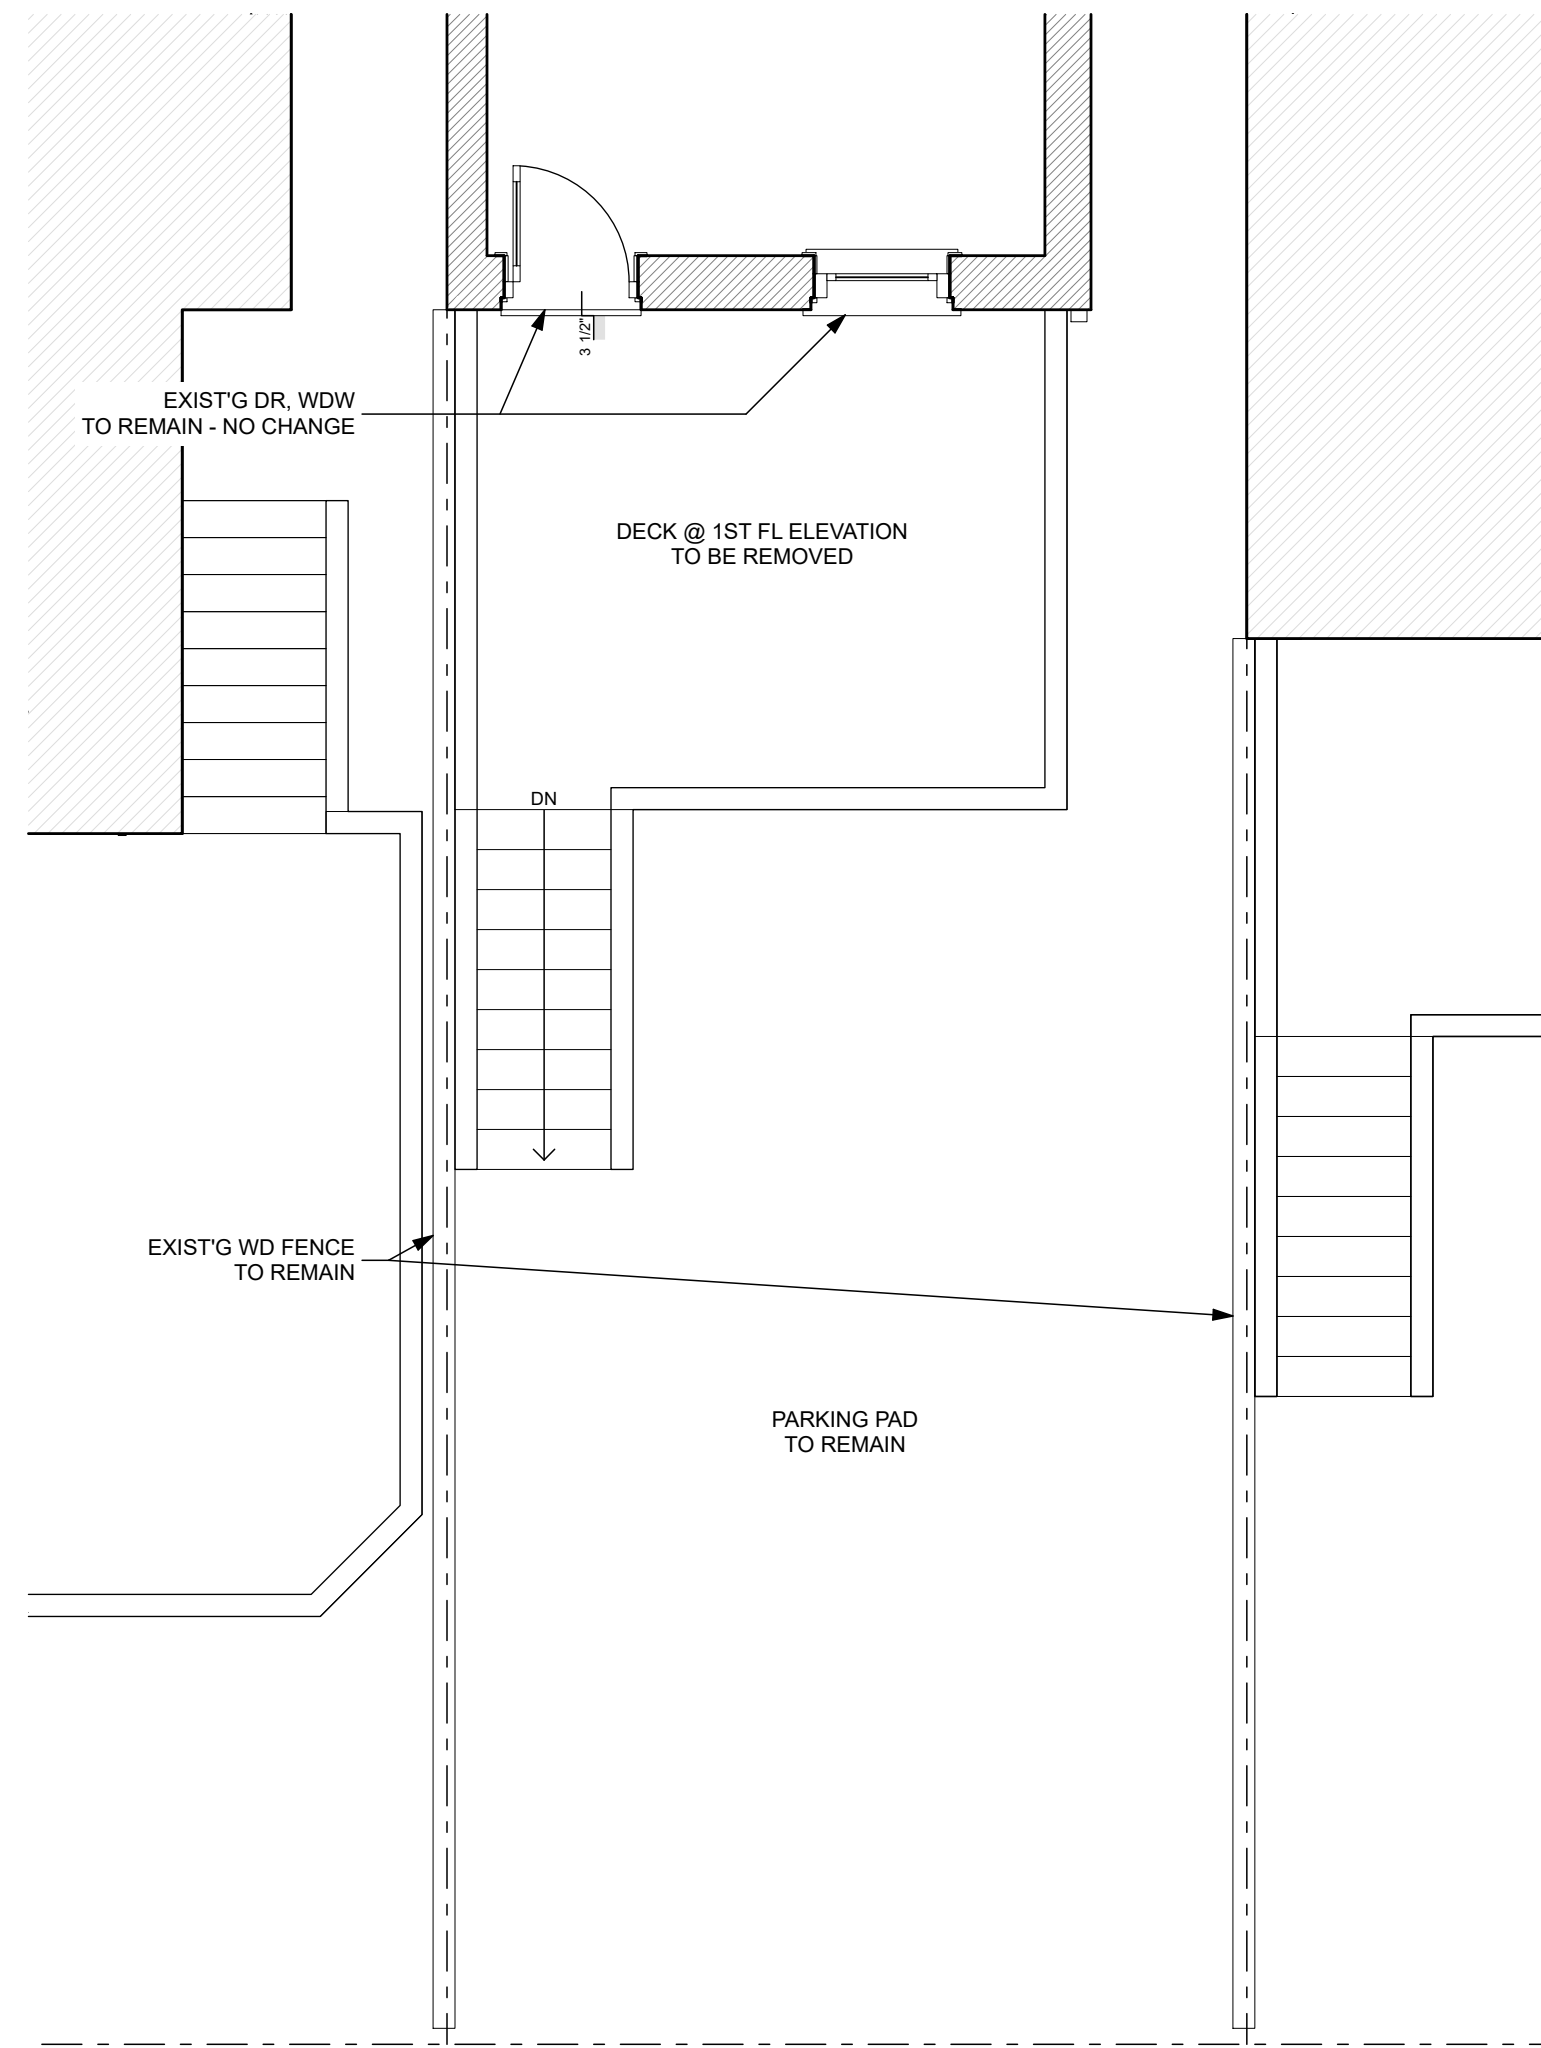 3 1/2"
EXIST'G DR, WDW
TO REMAIN - NO CHANGE
DECK @ 1ST FL ELEVATION
TO BE REMOVED
DN
EXIST'G WD FENCE
TO REMAIN
PARKING PAD
TO REMAIN